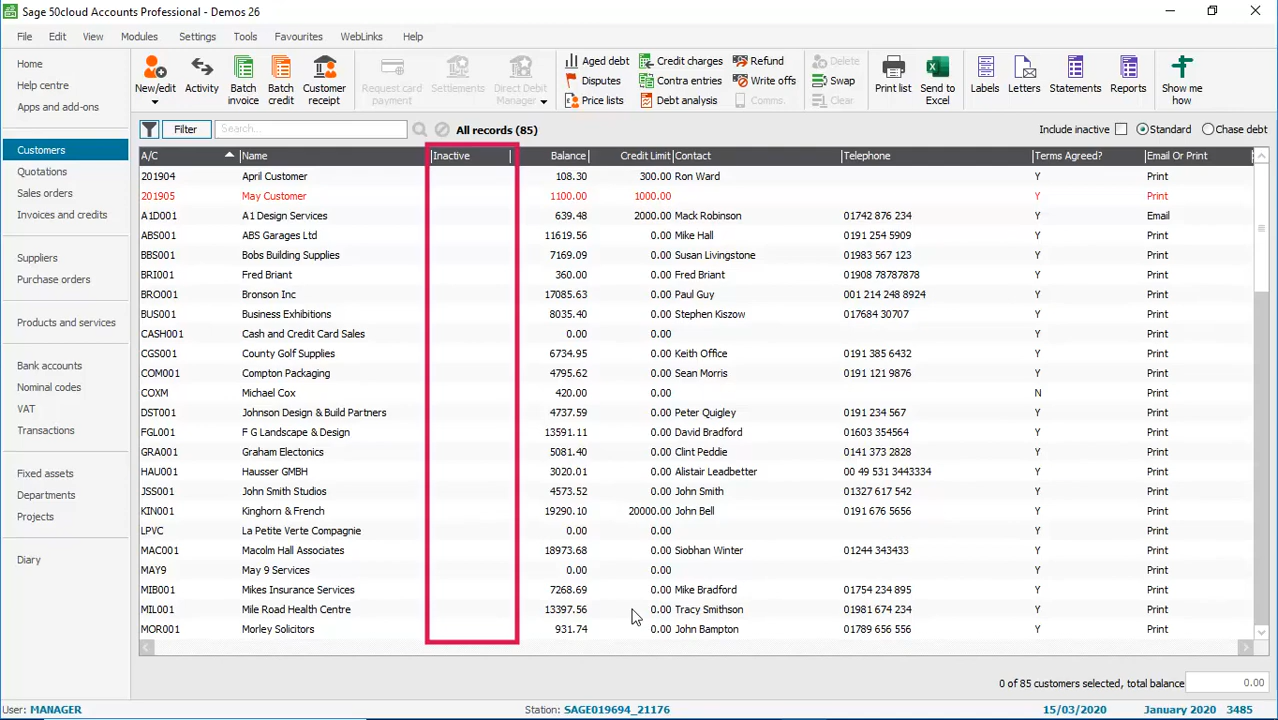 Sage 50cloud Accounts Professional - Demos 26
File Edit View Modules Settings Tools Favourites WebLinks Help
Home
Help centre
Apps and add-ons
Customers
Quotations
Sales orders
Invoices and credits
Suppliers
Purchase orders
Products and services
Bank accounts
Nominal codes
VAT
Transactions
Fixed assets
Departments
Projects
Diary
New/edit
Activity
Batch invoice
Batch credit
Customer receipt
Request card payment
Settlements
Direct Debit Manager
Aged debt
Disputes
Price lists
Credit charges
Contra entries
Debt analysis
Refund
Write offs
Comms.
Delete
Swap
Clear
Print list
Send to Excel
Labels
Letters
Statements
Reports
Show me how
Filter Search... All records (85) Include inactive Standard Chase debt
A/C Name Inactive Balance Credit Limit Contact Telephone Terms Agreed? Email Or Print
201904 April Customer 108.30 300.00 Ron Ward Y Print
201905 May Customer 1100.00 1000.00 Y Print
A1D001 A1 Design Services 639.48 2000.00 Mack Robinson 01742 876 234 Y Email
ABS001 ABS Garages Ltd 11619.56 0.00 Mike Hall 0191 254 5909 Y Print
BBS001 Bobs Building Supplies 7169.09 0.00 Susan Livingstone 01983 567 123 Y Print
BRI001 Fred Briant 360.00 0.00 Fred Briant 01908 78787878 Y Print
BRO001 Bronson Inc 17085.63 0.00 Paul Guy 001 214 248 8924 Y Print
BUS001 Business Exhibitions 8035.40 0.00 Stephen Kiszow 017684 30707 Y Print
CASH001 Cash and Credit Card Sales 0.00 0.00 Y Print
CGS001 County Golf Supplies 6734.95 0.00 Keith Office 0191 385 6432 Y Print
COM001 Compton Packaging 4795.62 0.00 Sean Morris 0191 121 9876 Y Print
COXM Michael Cox 420.00 0.00 N Print
DST001 Johnson Design & Build Partners 4737.59 0.00 Peter Quigley 0191 234 567 Y Print
FGL001 F G Landscape & Design 13591.11 0.00 David Bradford 01603 354564 Y Print
GRA001 Graham Electonics 5081.40 0.00 Clint Peddie 0141 373 2828 Y Print
HAU001 Hausser GMBH 3020.01 0.00 Alistair Leadbetter 00 49 531 3443334 Y Print
JSS001 John Smith Studios 4573.52 0.00 John Smith 01327 617 542 Y Print
KIN001 Kinghorn & French 19290.10 20000.00 John Bell 0191 676 5656 Y Print
LPVC La Petite Verte Compagnie 0.00 0.00 Y Print
MAC001 Macolm Hall Associates 18973.68 0.00 Siobhan Winter 01244 343433 Y Print
MAY9 May 9 Services 0.00 0.00 Y Print
MIB001 Mikes Insurance Services 7268.69 0.00 Mike Bradford 01754 234 895 Y Print
MIL001 Mile Road Health Centre 13397.56 0.00 Tracy Smithson 01981 674 234 Y Print
MOR001 Morley Solicitors 931.74 0.00 John Bampton 01789 656 556 Y Print
0 of 85 customers selected, total balance 0.00
User: MANAGER Station: SAGE019694_21176 15/03/2020 January 2020 3485